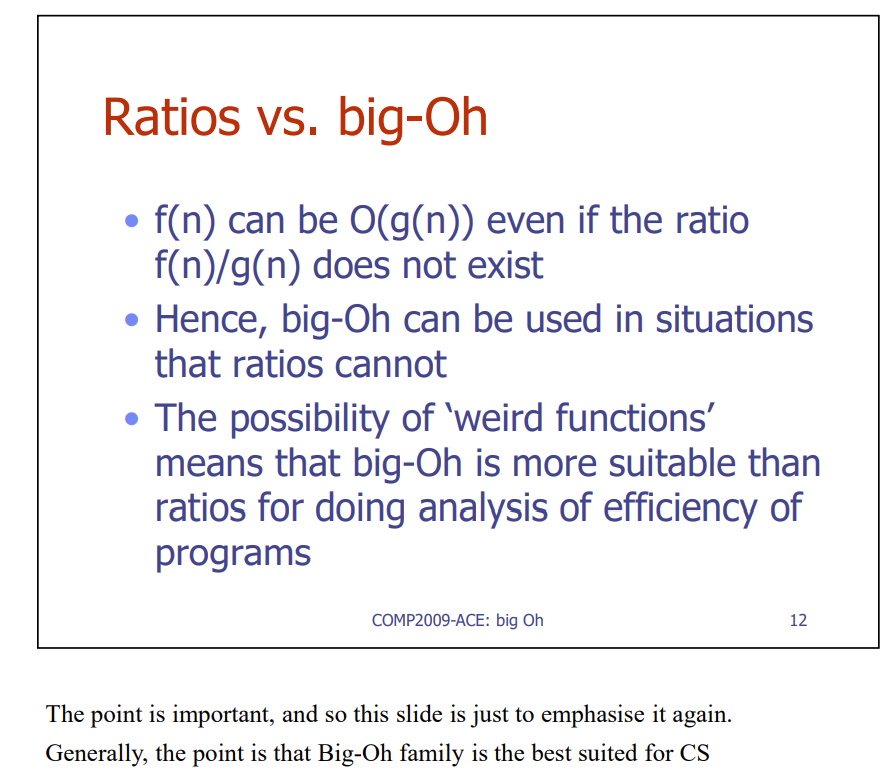 Ratios vs. big-Oh
• f(n) can be O(g(n)) even if the ratio
f(n)/g(n) does not exist
• Hence, big-Oh can be used in situations
that ratios cannot
• The possibility of ‘weird functions’
means that big-Oh is more suitable than
ratios for doing analysis of efficiency of
programs
COMP2009-ACE: big Oh 12
The point is important, and so this slide is just to emphasise it again.
Generally, the point is that Big-Oh family is the best suited for CS